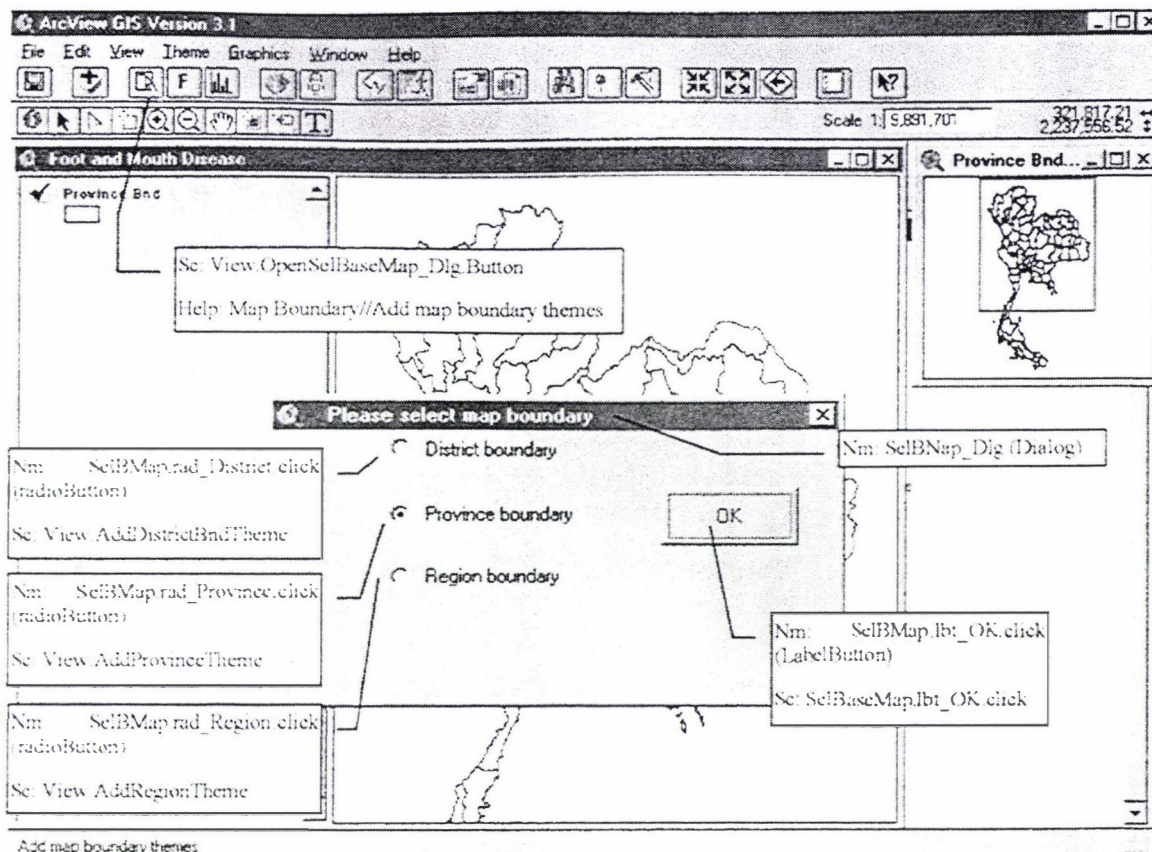 ArcView GIS Version 3.1
File Edit View Theme Graphics Window Help
F
T
Scale 1: 9,891,701
321,817.21
2,237,956.52
Foot and Mouth Disease
Province Bnd...
Province Bnd
Sc: View.OpenSelBaseMap_Dlg.Button
Help: Map Boundary//Add map boundary themes
Please select map boundary
Nm: SelBNap_Dlg (Dialog)
District boundary
Province boundary
Region boundary
OK
Nm: SelBMap.rad_District.click
(radioButton)
Sc: View.AddDistrictBndTheme
Nm: SelBMap.rad_Province.click
(radioButton)
Sc: View.AddProvinceTheme
Nm: SelBMap.rad_Region.click
(radioButton)
Sc: View.AddRegionTheme
Nm: SelBMap.lbt_OK.click
(LabelButton)
Sc: SelBaseMap.lbt_OK.click
Add map boundary themes